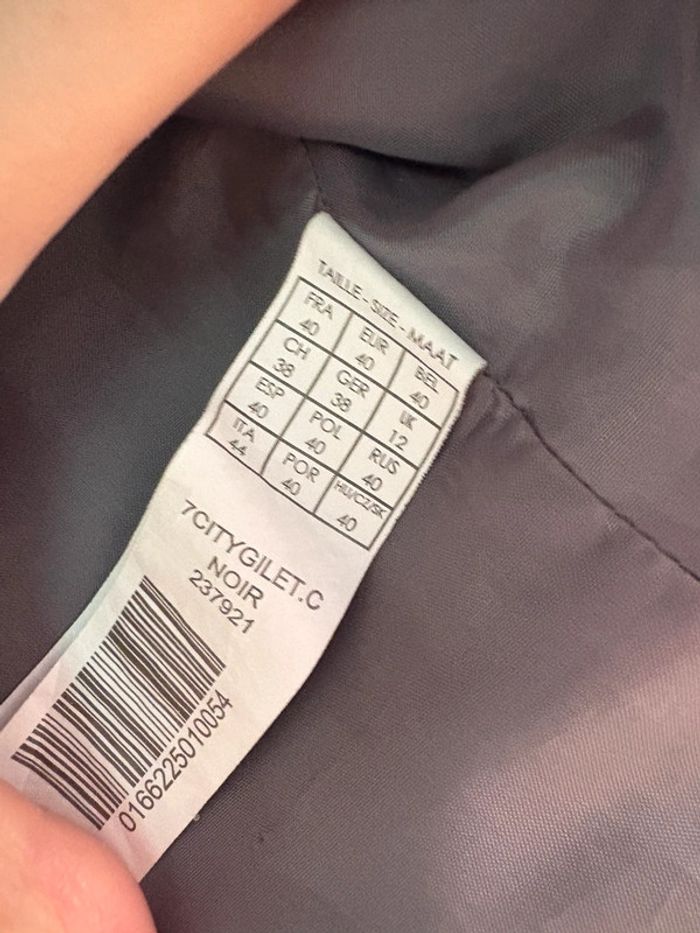 TAILLE - SIZE - MAAT
FRA EUR BEL
40 40 40
CH GER UK
38 38 12
ESP POL RUS
40 40 40
ITA POR HU/CZ/SK
44 40 40
7CITYGILET.C
NOIR
237921
0166225010054